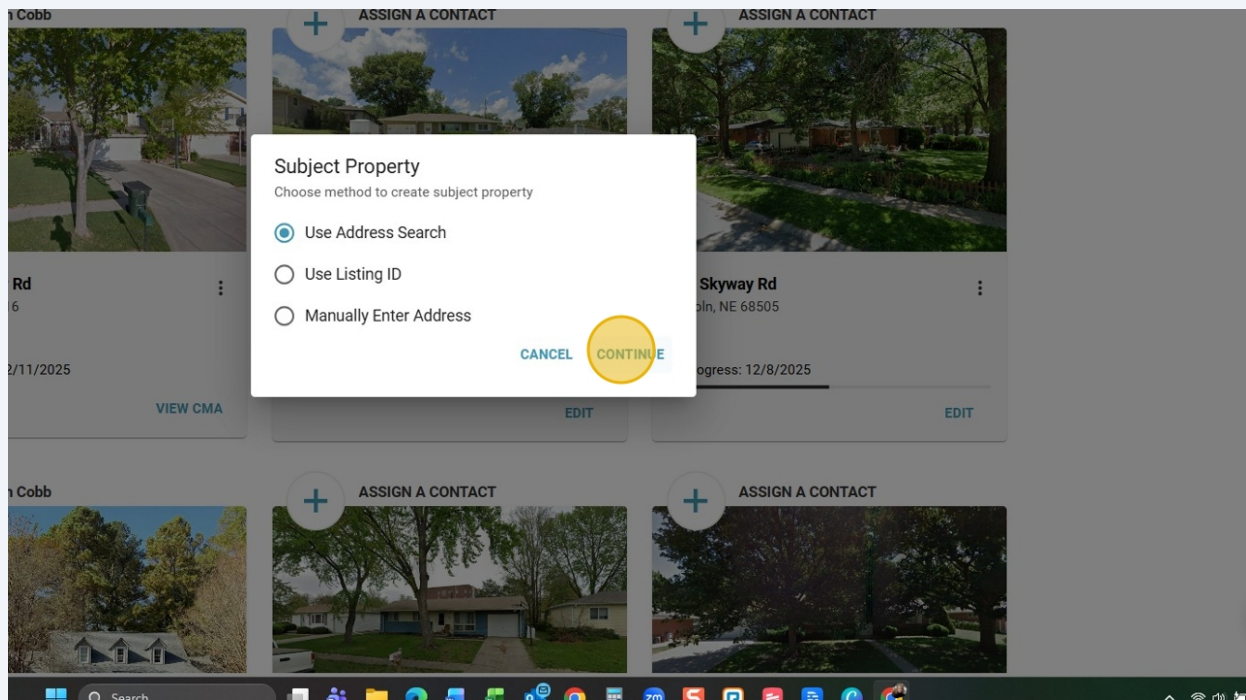 n Cobb
ASSIGN A CONTACT
ASSIGN A CONTACT
Subject Property
Choose method to create subject property
Use Address Search
Use Listing ID
Manually Enter Address
CANCEL
CONTINUE
Rd
16
2/11/2025
VIEW CMA
EDIT
Skyway Rd
oln, NE 68505
ogress: 12/8/2025
EDIT
n Cobb
ASSIGN A CONTACT
ASSIGN A CONTACT
Search
zm